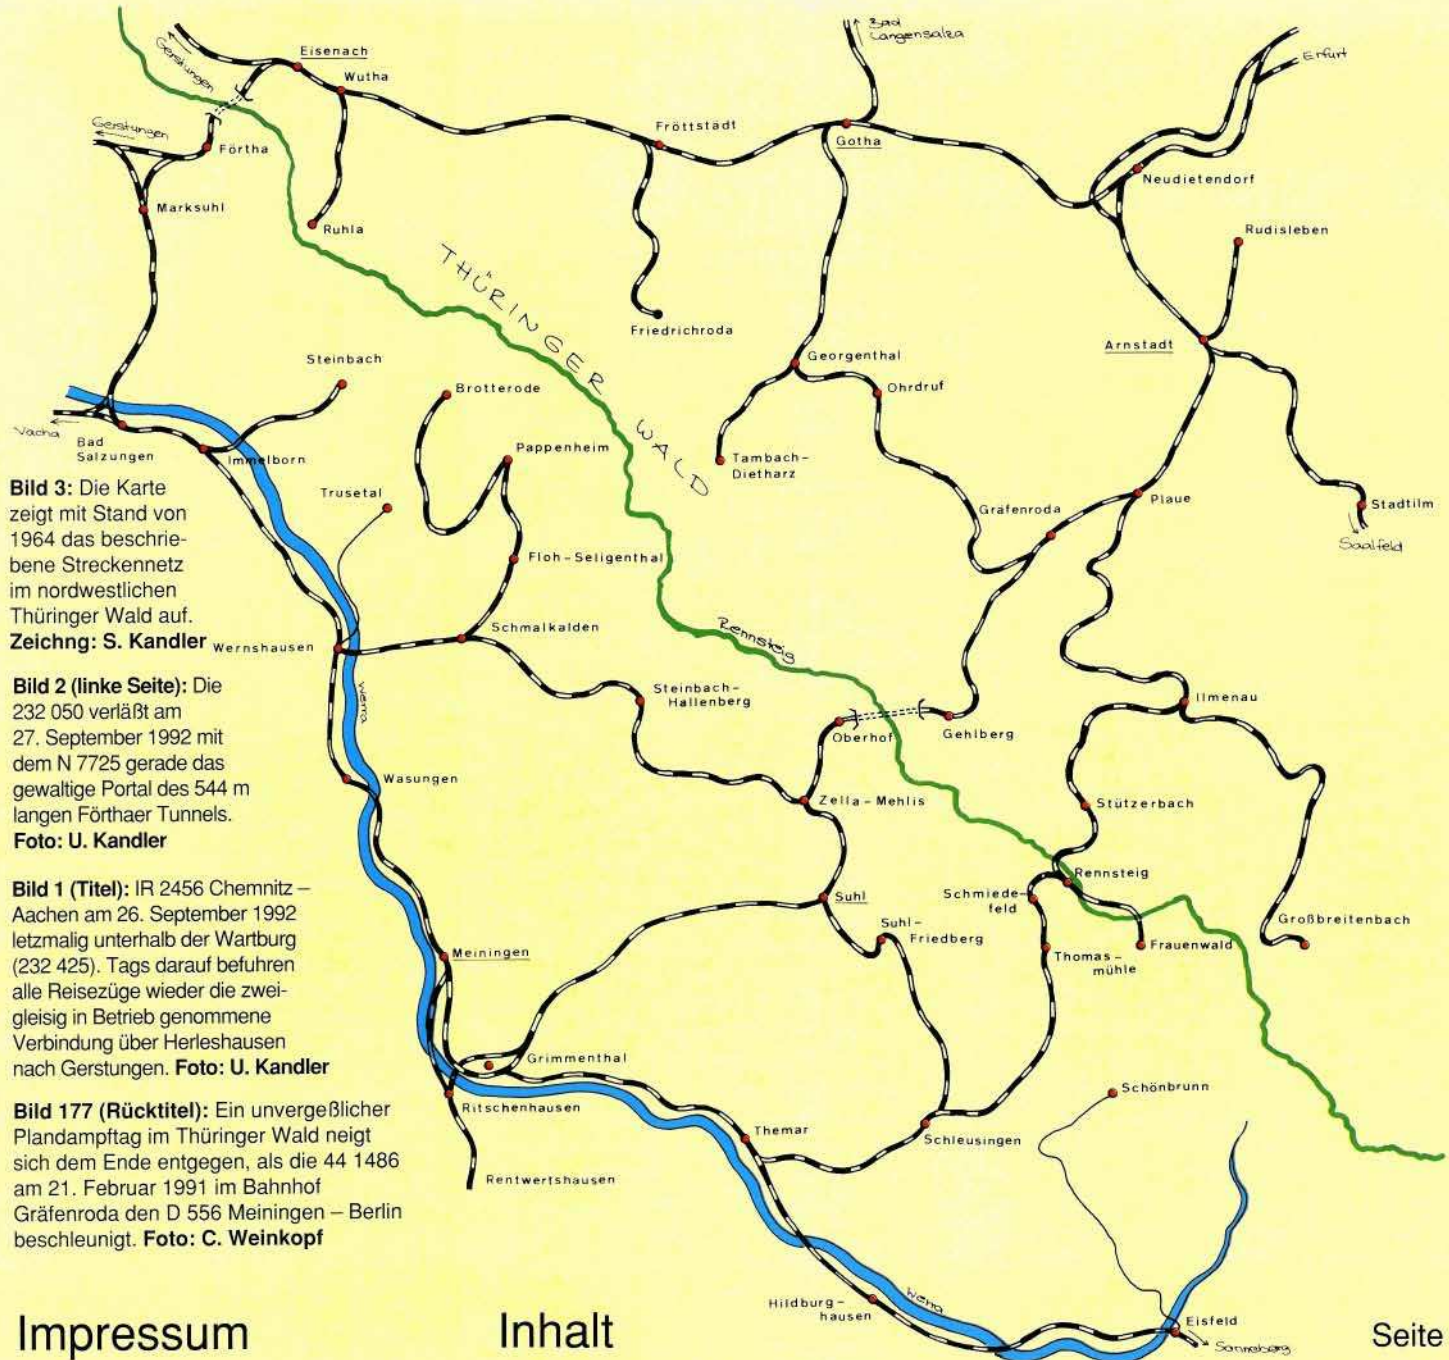 Bad
Langensalza
Erfurt
Gerstungen
Eisenach
Wutha
Gerstungen
Förtha
Fröttstädt
Gotha
Neudietendorf
Marksuhl
Ruhla
Rudisleben
THÜRINGER WALD
Friedrichroda
Arnstadt
Steinbach
Georgenthal
Brotterode
Ohrdruf
Vacha
Bad
Salzungen
Immelborn
Pappenheim
Tambach-
Dietharz
Trusetal
Gräfenroda
Plaue
Stadtilm
Saalfeld
Floh-Seligenthal
Bild 3: Die Karte
zeigt mit Stand von
1964 das beschrie-
bene Streckennetz
im nordwestlichen
Thüringer Wald auf.
Zeichng: S. Kandler
Wernshausen
Schmalkalden
Rennsteig
Werra
Steinbach-
Hallenberg
Ilmenau
Oberhof
Gehlberg
Bild 2 (linke Seite): Die
232 050 verläßt am
27. September 1992 mit
dem N 7725 gerade das
gewaltige Portal des 544 m
langen Förthaer Tunnels.
Foto: U. Kandler
Wasungen
Zella-Mehlis
Stützerbach
Rennsteig
Schmiede-
feld
Suhl
Suhl-
Friedberg
Großbreitenbach
Frauenwald
Thomas-
mühle
Meiningen
Bild 1 (Titel): IR 2456 Chemnitz –
Aachen am 26. September 1992
letzmalig unterhalb der Wartburg
(232 425). Tags darauf befuhren
alle Reisezüge wieder die zwei-
gleisig in Betrieb genommene
Verbindung über Herleshausen
nach Gerstungen. Foto: U. Kandler
Grimmenthal
Ritschenhausen
Schönbrunn
Themar
Schleusingen
Rentwertshausen
Bild 177 (Rücktitel): Ein unvergeßlicher
Plandampftag im Thüringer Wald neigt
sich dem Ende entgegen, als die 44 1486
am 21. Februar 1991 im Bahnhof
Gräfenroda den D 556 Meiningen – Berlin
beschleunigt. Foto: C. Weinkopf
Hildburg-
hausen
Werra
Eisfeld
Sonneberg
Impressum
Inhalt
Seite